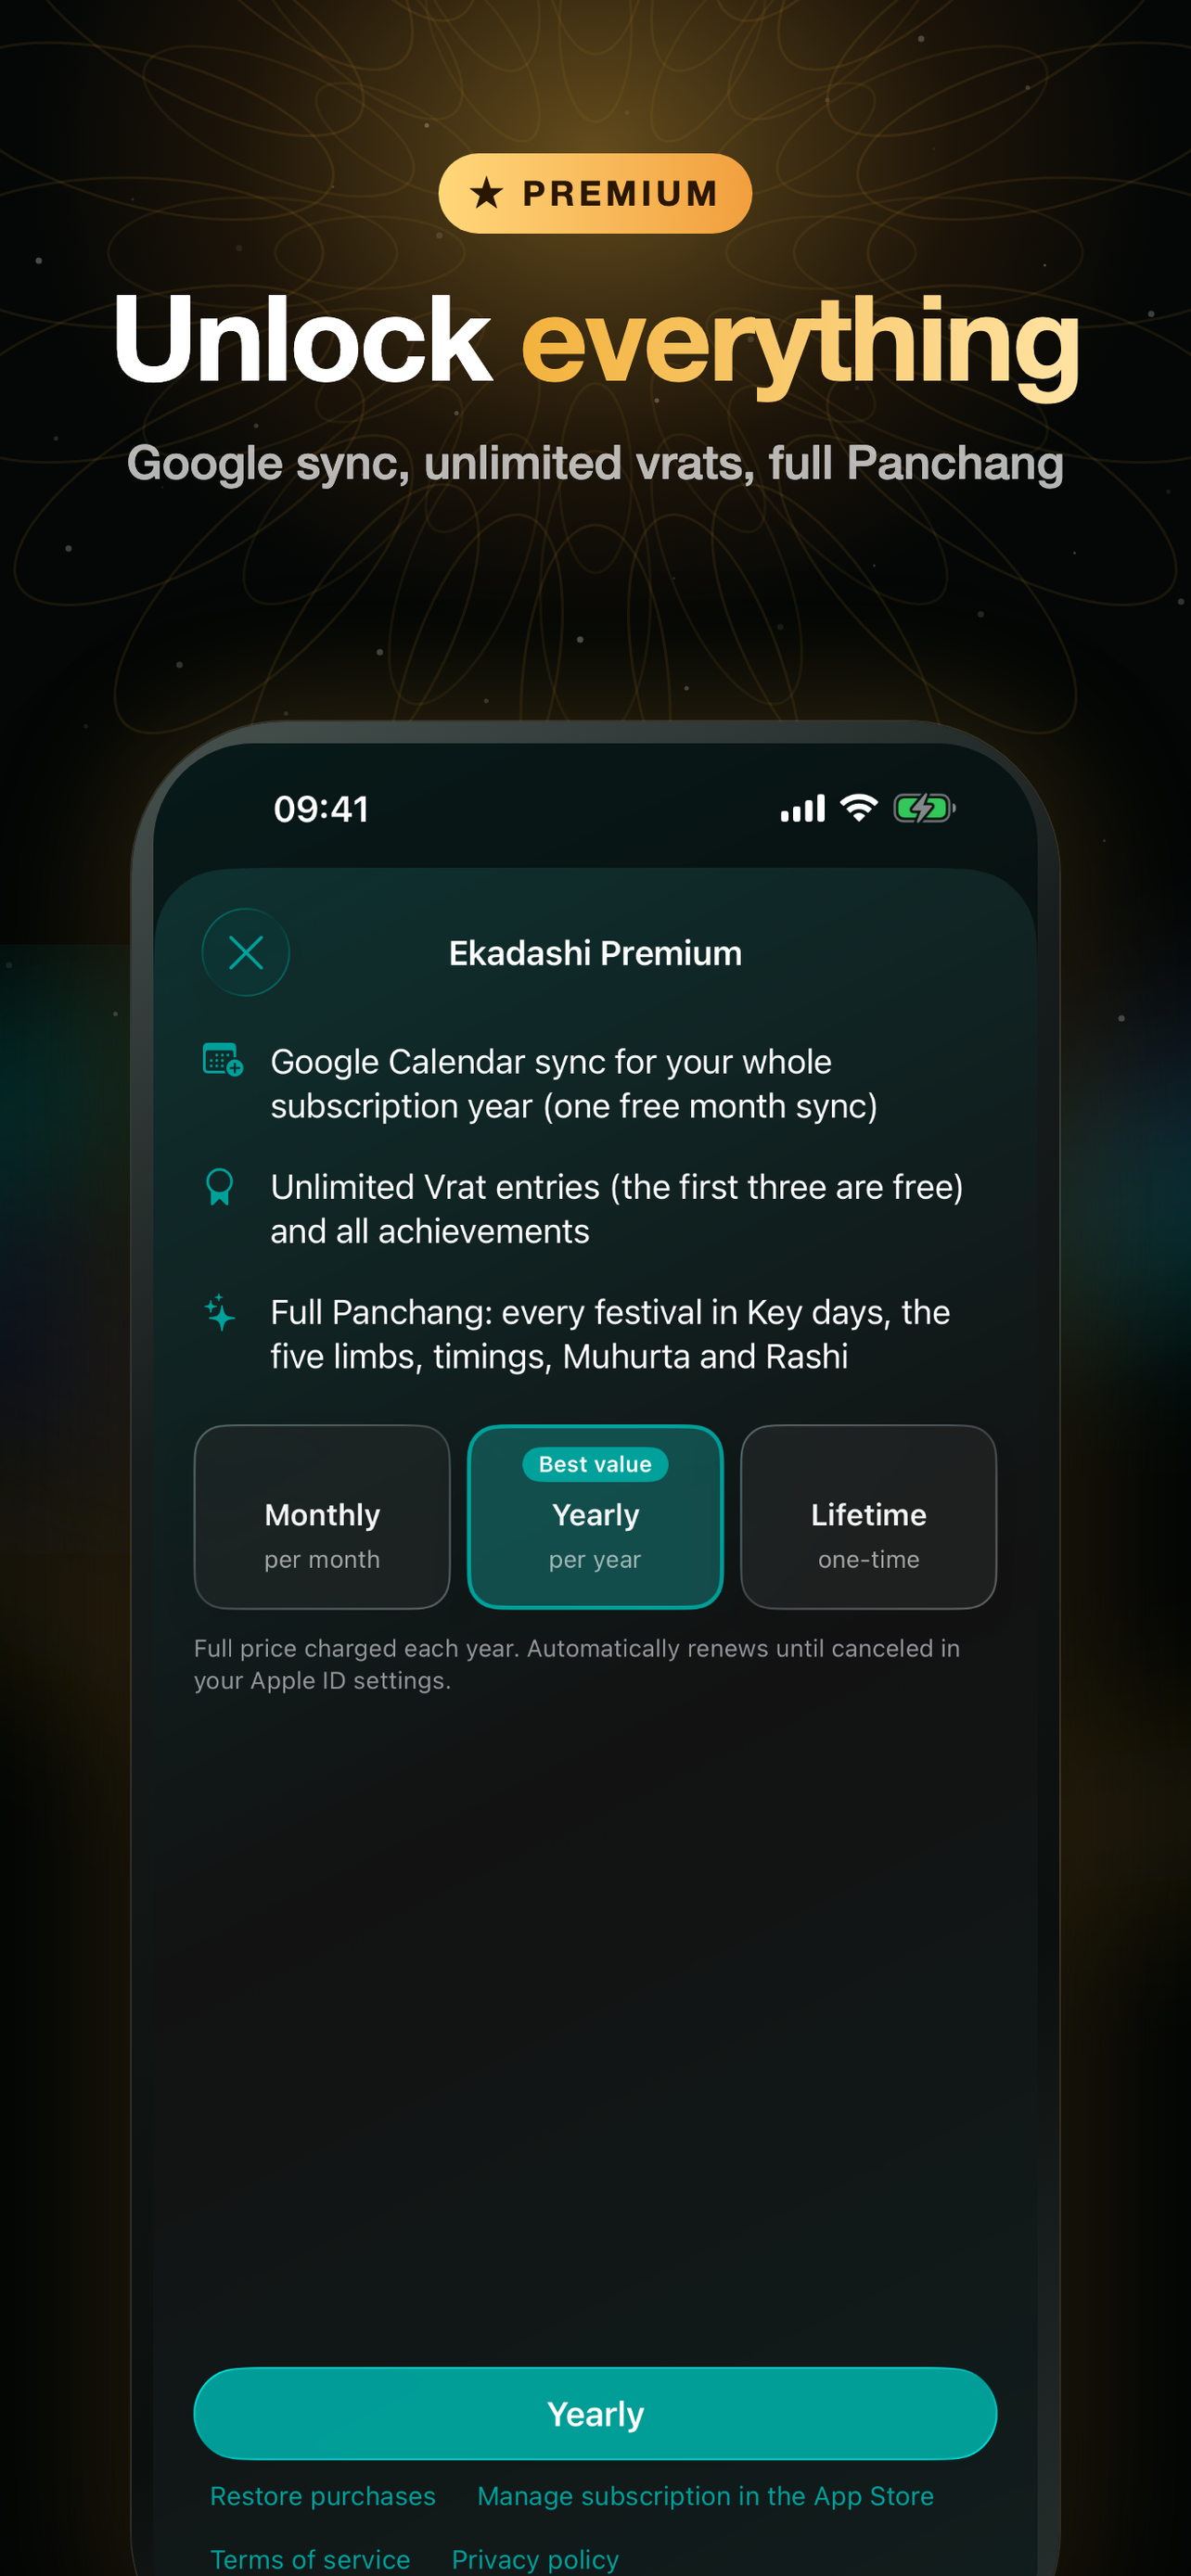 ★ PREMIUM
Unlock everything
Google sync, unlimited vrats, full Panchang
09:41
Ekadashi Premium
Google Calendar sync for your whole
subscription year (one free month sync)
Unlimited Vrat entries (the first three are free)
and all achievements
Full Panchang: every festival in Key days, the
five limbs, timings, Muhurta and Rashi
Monthly
per month
Best value
Yearly
per year
Lifetime
one-time
Full price charged each year. Automatically renews until canceled in
your Apple ID settings.
Yearly
Restore purchases Manage subscription in the App Store
Terms of service Privacy policy